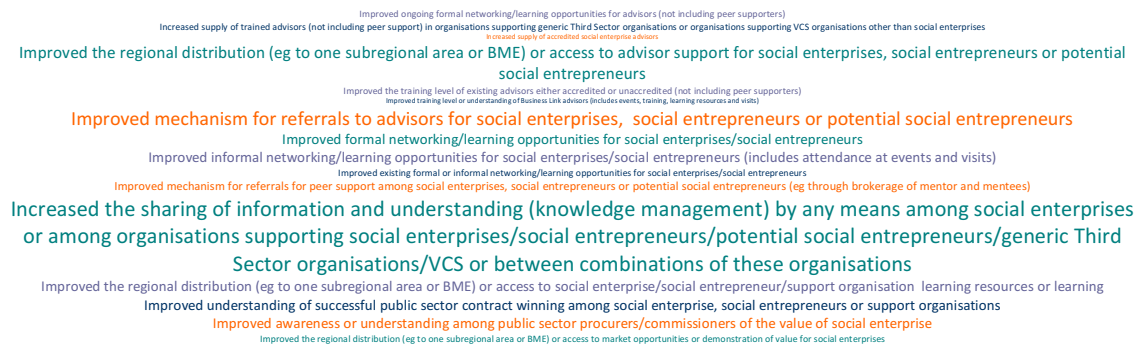 Improved ongoing formal networking/learning opportunities for advisors (not including peer supporters)
Increased supply of trained advisors (not including peer support) in organisations supporting generic Third Sector organisations or organisations supporting VCS organisations other than social enterprises
Increased supply of accredited social enterprise advisors
Improved the regional distribution (eg to one subregional area or BME) or access to advisor support for social enterprises, social entrepreneurs or potential
social entrepreneurs
Improved the training level of existing advisors either accredited or unaccredited (not including peer supporters)
Improved training level or understanding of Business Link advisors (includes events, training, learning resources and visits)
Improved mechanism for referrals to advisors for social enterprises,  social entrepreneurs or potential social entrepreneurs
Improved formal networking/learning opportunities for social enterprises/social entrepreneurs
Improved informal networking/learning opportunities for social enterprises/social entrepreneurs (includes attendance at events and visits)
Improved existing formal or informal networking/learning opportunities for social enterprises/social entrepreneurs
Improved mechanism for referrals for peer support among social enterprises, social entrepreneurs or potential social entrepreneurs (eg through brokerage of mentor and mentees)
Increased the sharing of information and understanding (knowledge management) by any means among social enterprises
or among organisations supporting social enterprises/social entrepreneurs/potential social entrepreneurs/generic Third
Sector organisations/VCS or between combinations of these organisations
Improved the regional distribution (eg to one subregional area or BME) or access to social enterprise/social entrepreneur/support organisation  learning resources or learning
Improved understanding of successful public sector contract winning among social enterprise, social entrepreneurs or support organisations
Improved awareness or understanding among public sector procurers/commissioners of the value of social enterprise
Improved the regional distribution (eg to one subregional area or BME) or access to market opportunities or demonstration of value for social enterprises